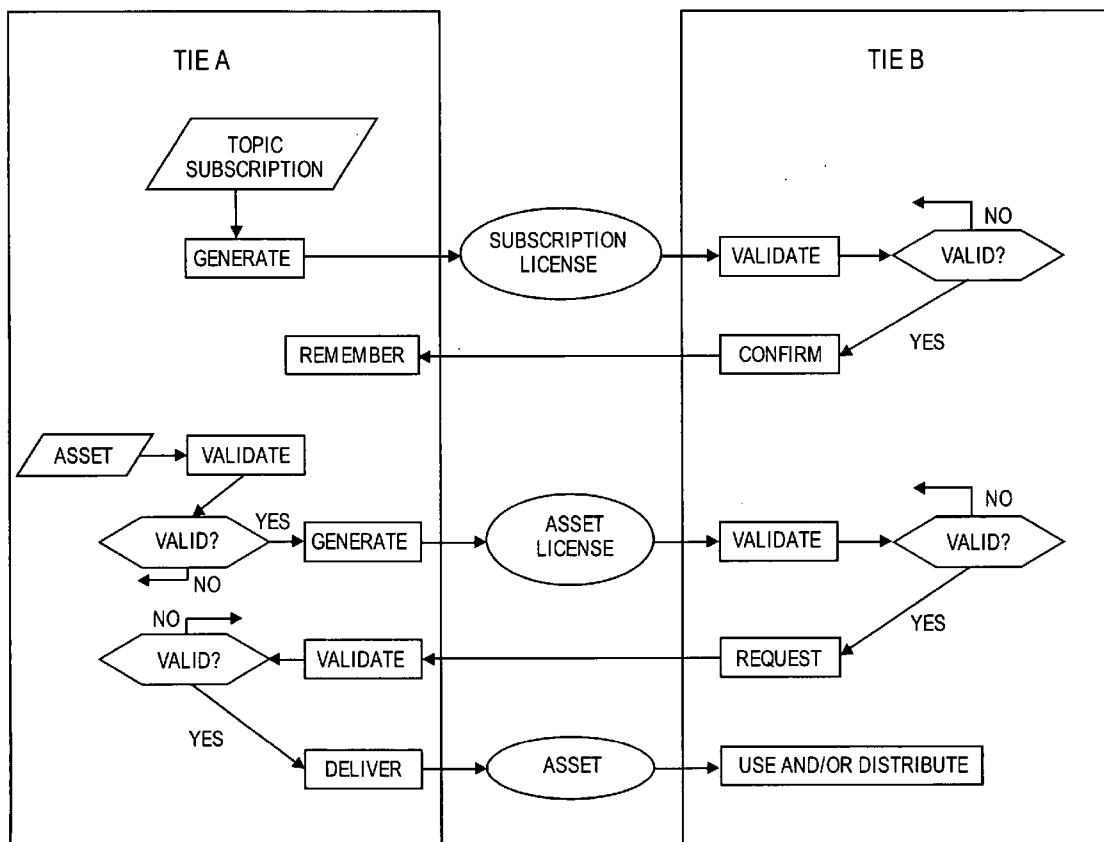 TIE A
TIE B
TOPIC
SUBSCRIPTION
GENERATE
SUBSCRIPTION
LICENSE
VALIDATE
VALID?
NO
YES
REMEMBER
CONFIRM
ASSET
VALIDATE
VALID?
YES
NO
GENERATE
ASSET
LICENSE
VALIDATE
VALID?
NO
YES
NO
VALID?
VALIDATE
REQUEST
YES
DELIVER
ASSET
USE AND/OR DISTRIBUTE